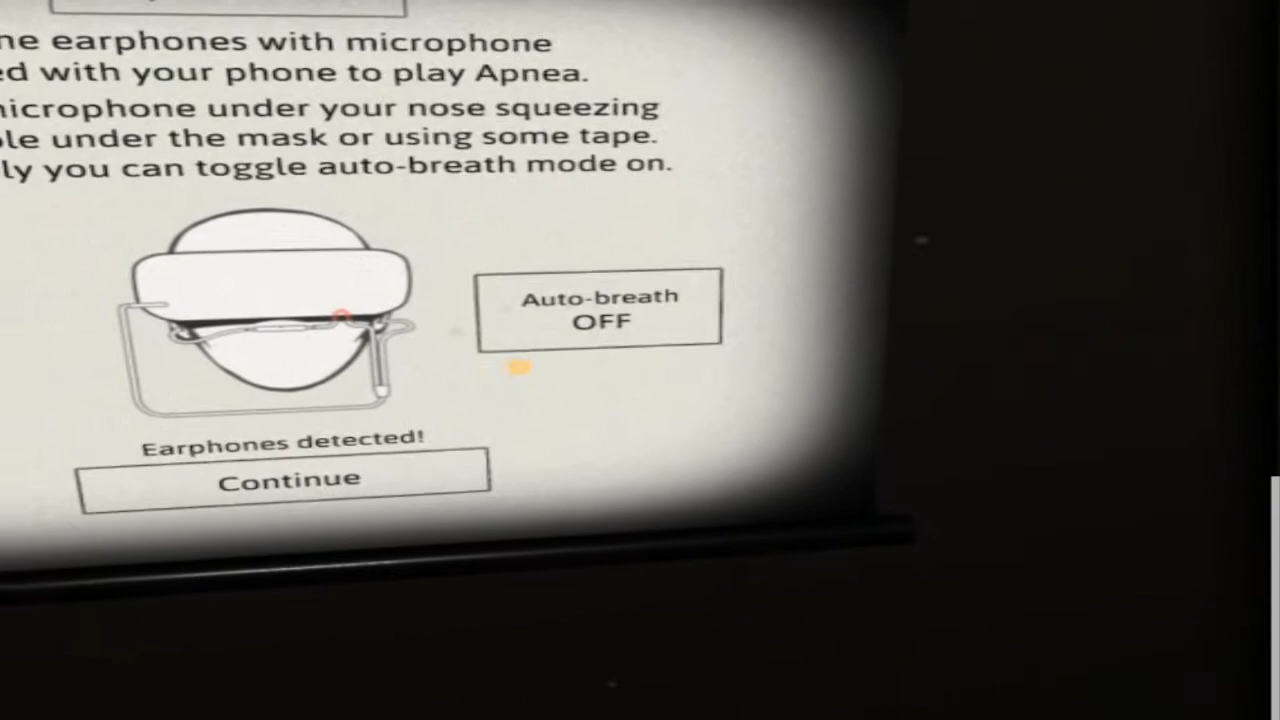 earphones with microphone
with your phone to play Apnea.
under your nose squeezing
under the mask or using some tape.
you can toggle auto-breath mode on.
Auto-breath
OFF
Earphones detected!
Continue